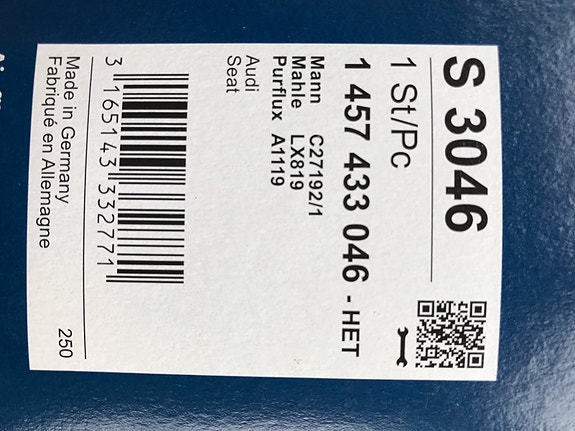 S 3046
1 St/Pc
1 457 433 046 - HET
Mann C27192/1
Mahle LX819
Purflux A1119
Audi
Seat
3 165143 332771
Made in Germany
Fabriqué en Allemagne
250